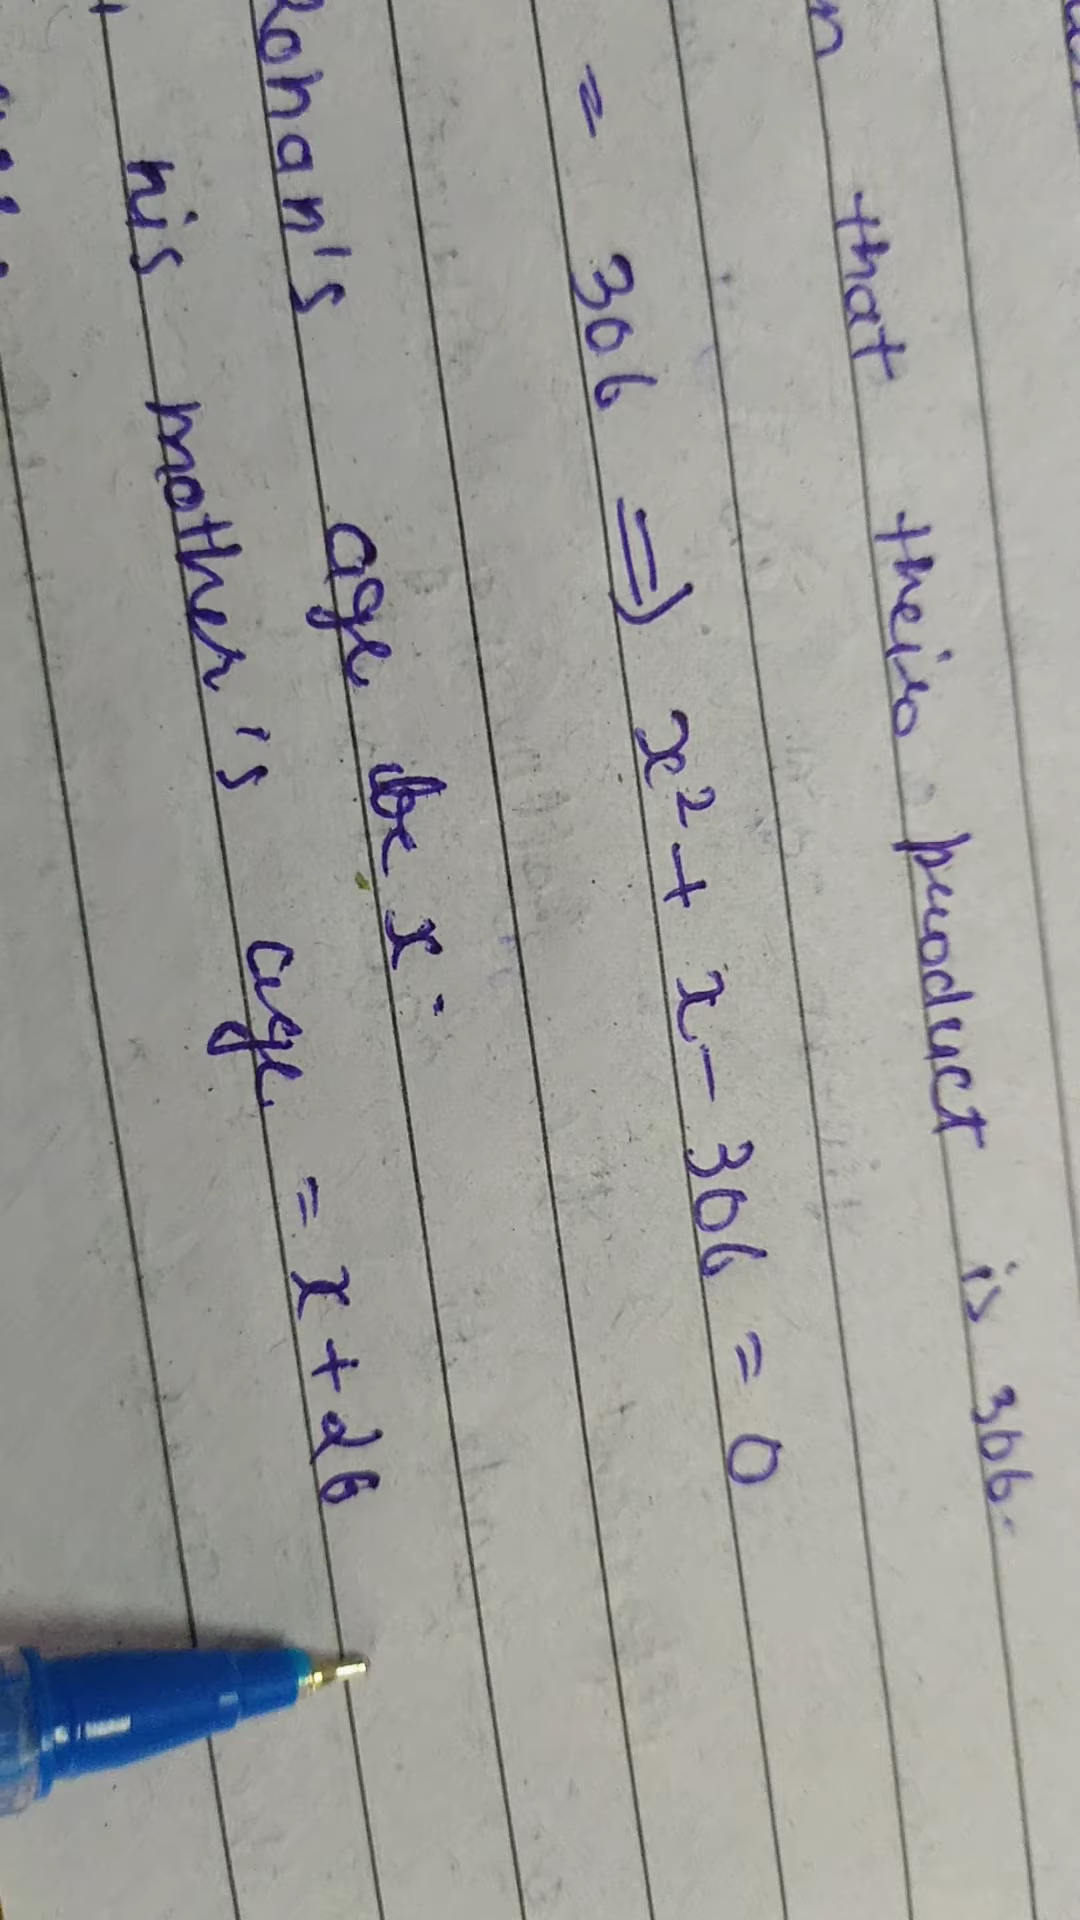 that their product is 306.
= 306 ⇒ x² + x - 306 = 0
Rohan's age be x.
his mother's age = x + 26